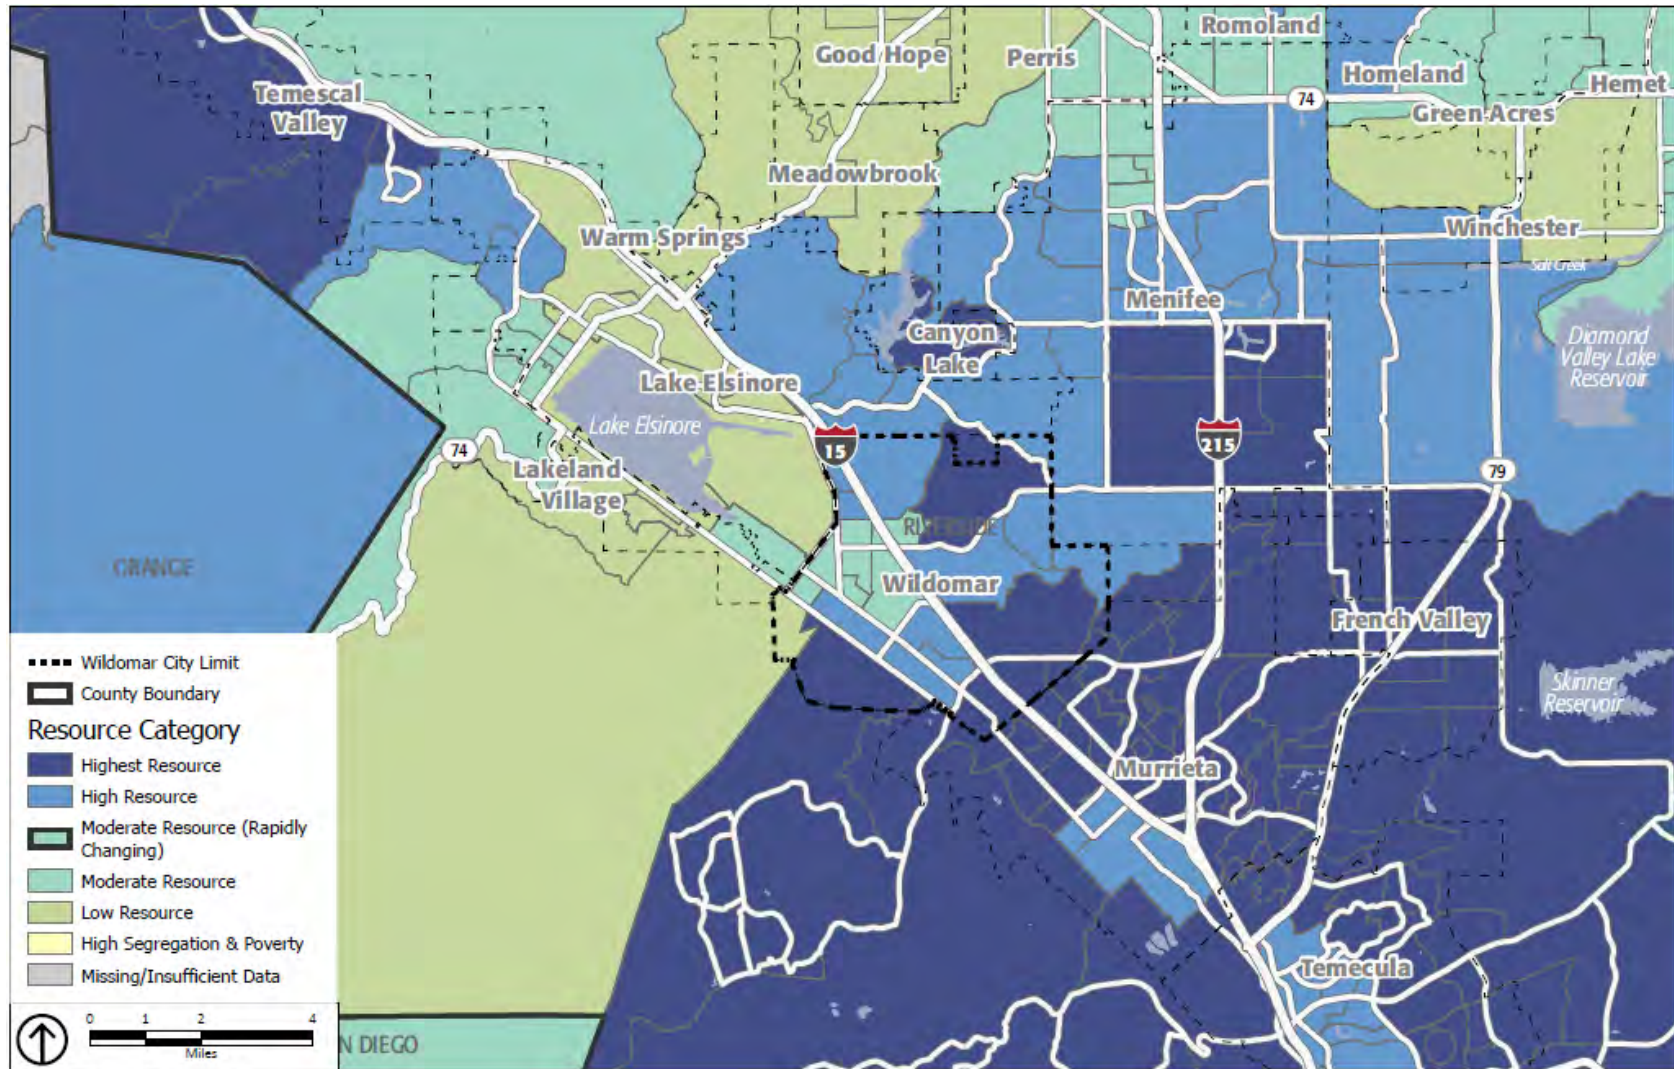 Romoland
Good Hope
Perris
Homeland
Hemet
Temescal
Valley
74
Green Acres
Meadowbrook
Warm Springs
Winchester
Salt Creek
Menifee
Canyon
Lake
Diamond
Valley Lake
Reservoir
Lake Elsinore
Lake Elsinore
15
215
74
79
Lakeland
Village
RIVERSIDE
ORANGE
Wildomar
French Valley
Skinner
Reservoir
Murrieta
Temecula
N DIEGO
Wildomar City Limit
County Boundary
Resource Category
Highest Resource
High Resource
Moderate Resource (Rapidly
Changing)
Moderate Resource
Low Resource
High Segregation & Poverty
Missing/Insufficient Data
0 1 2 4
Miles